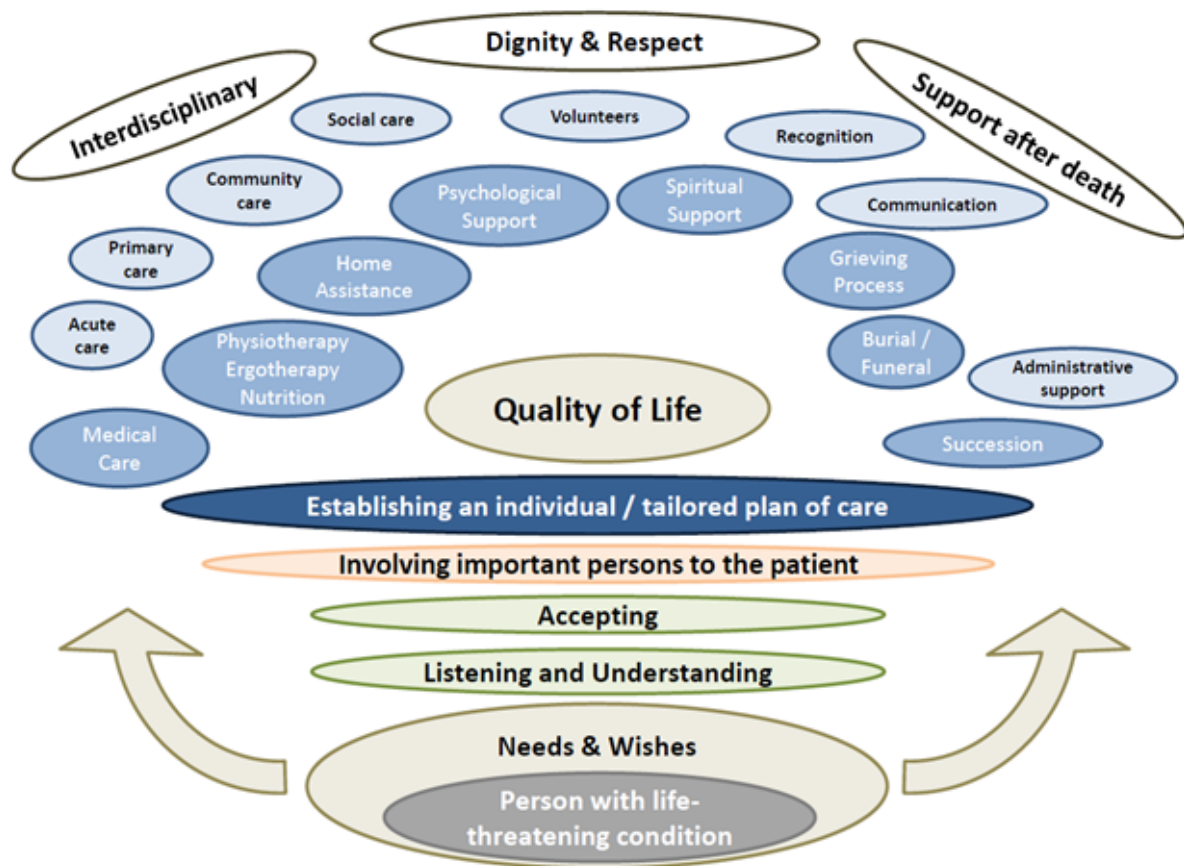 Dignity & Respect
Interdisciplinary
Support after death
Social care
Volunteers
Recognition
Community
care
Psychological
Support
Spiritual
Support
Communication
Primary
care
Home
Assistance
Grieving
Process
Acute
care
Physiotherapy
Ergotherapy
Nutrition
Burial /
Funeral
Administrative
support
Quality of Life
Medical
Care
Succession
Establishing an individual / tailored plan of care
Involving important persons to the patient
Accepting
Listening and Understanding
Needs & Wishes
Person with life-
threatening condition